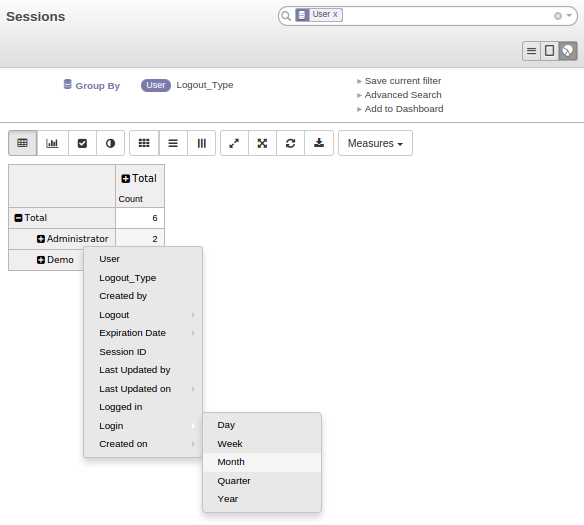 Sessions
User x
Group By
User Logout_Type
Save current filter
Advanced Search
Add to Dashboard
Measures
Total
Count
Total 6
Administrator 2
Demo
User
Logout_Type
Created by
Logout
Expiration Date
Session ID
Last Updated by
Last Updated on
Logged in
Login
Created on
Day
Week
Month
Quarter
Year